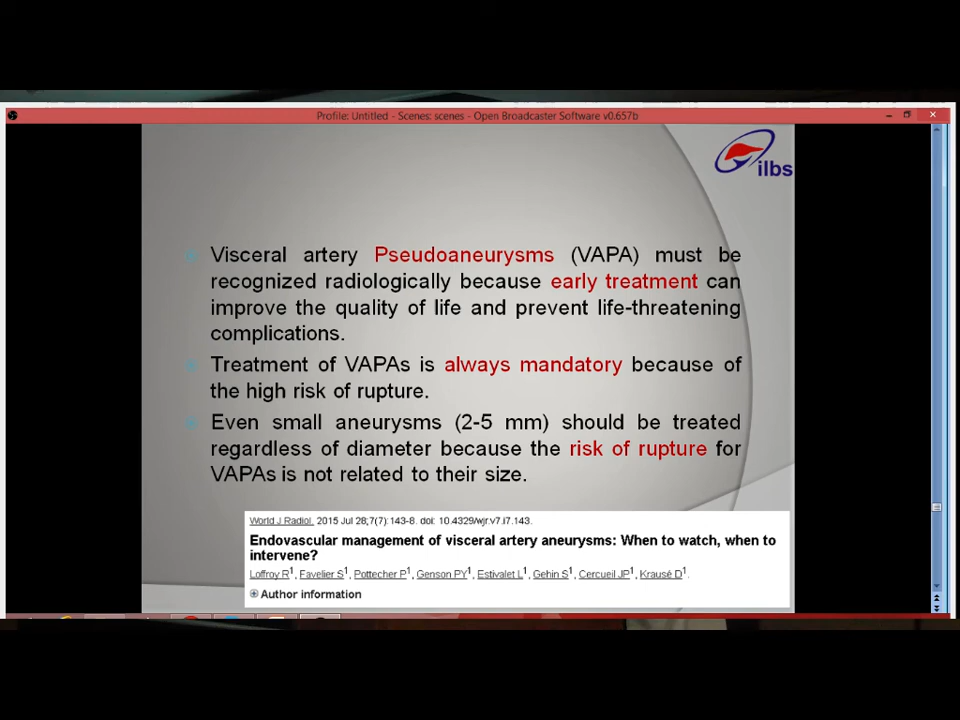 Profile: Untitled - Scenes: scenes - Open Broadcaster Software v0.657b
ilbs
Visceral artery Pseudoaneurysms (VAPA) must be
recognized radiologically because early treatment can
improve the quality of life and prevent life-threatening
complications.
Treatment of VAPAs is always mandatory because of
the high risk of rupture.
Even small aneurysms (2-5 mm) should be treated
regardless of diameter because the risk of rupture for
VAPAs is not related to their size.
World J Radiol. 2015 Jul 28;7(7):143-8. doi: 10.4329/wjr.v7.i7.143.
Endovascular management of visceral artery aneurysms: When to watch, when to
intervene?
Loffroy R1, Favelier S1, Pottecher P1, Genson PY1, Estivalet L1, Gehin S1, Cercueil JP1, Krausé D1.
Author information